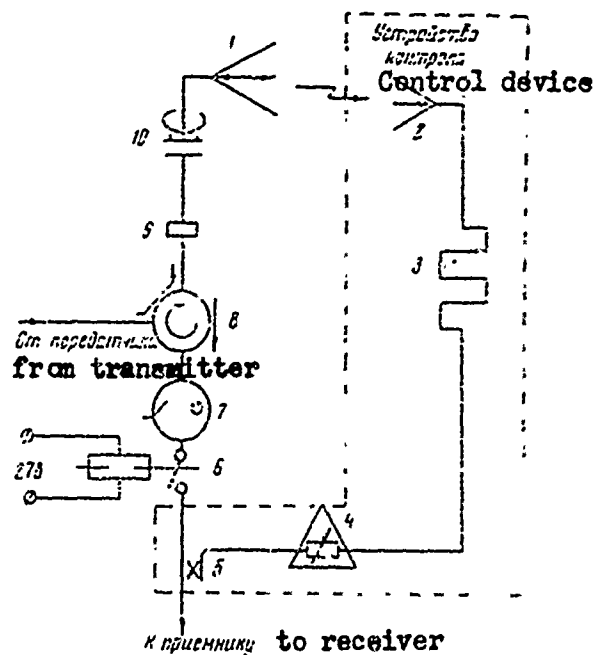 1
Устройство
контроля
Control device
2
10
9
3
8
От передатчика
from transmitter
7
27В
6
4
5
К приемнику to receiver